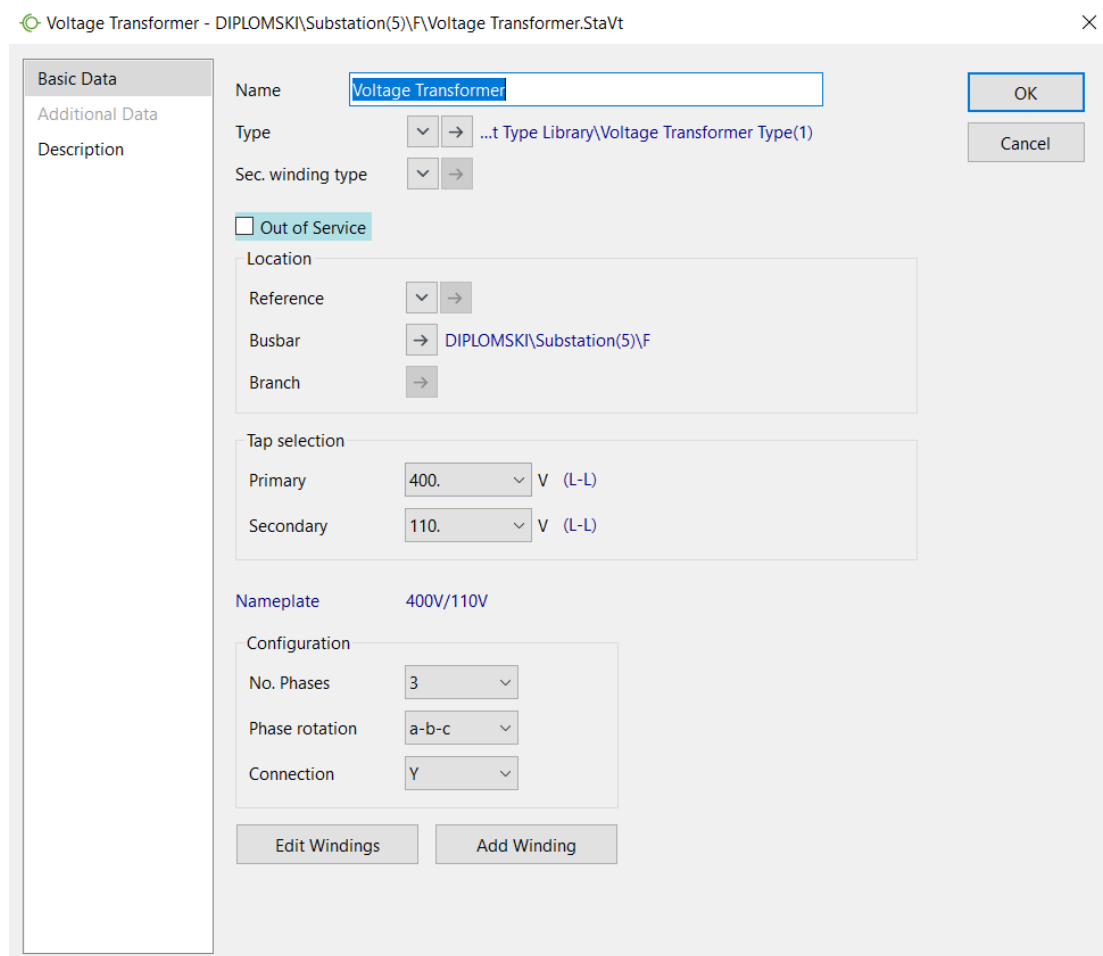 Voltage Transformer - DIPLOMSKI\Substation(5)\F\Voltage Transformer.StaVt
Basic Data
Additional Data
Description
Name Voltage Transformer
Type ...t Type Library\Voltage Transformer Type(1)
Sec. winding type
Out of Service
Location
Reference
Busbar DIPLOMSKI\Substation(5)\F
Branch
Tap selection
Primary 400. V (L-L)
Secondary 110. V (L-L)
Nameplate 400V/110V
Configuration
No. Phases 3
Phase rotation a-b-c
Connection Y
Edit Windings Add Winding
OK
Cancel